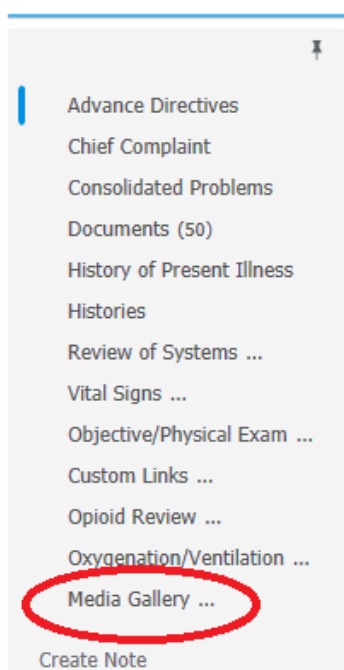 Advance Directives
Chief Complaint
Consolidated Problems
Documents (50)
History of Present Illness
Histories
Review of Systems ...
Vital Signs ...
Objective/Physical Exam ...
Custom Links ...
Opioid Review ...
Oxygenation/Ventilation ...
Media Gallery ...
Create Note